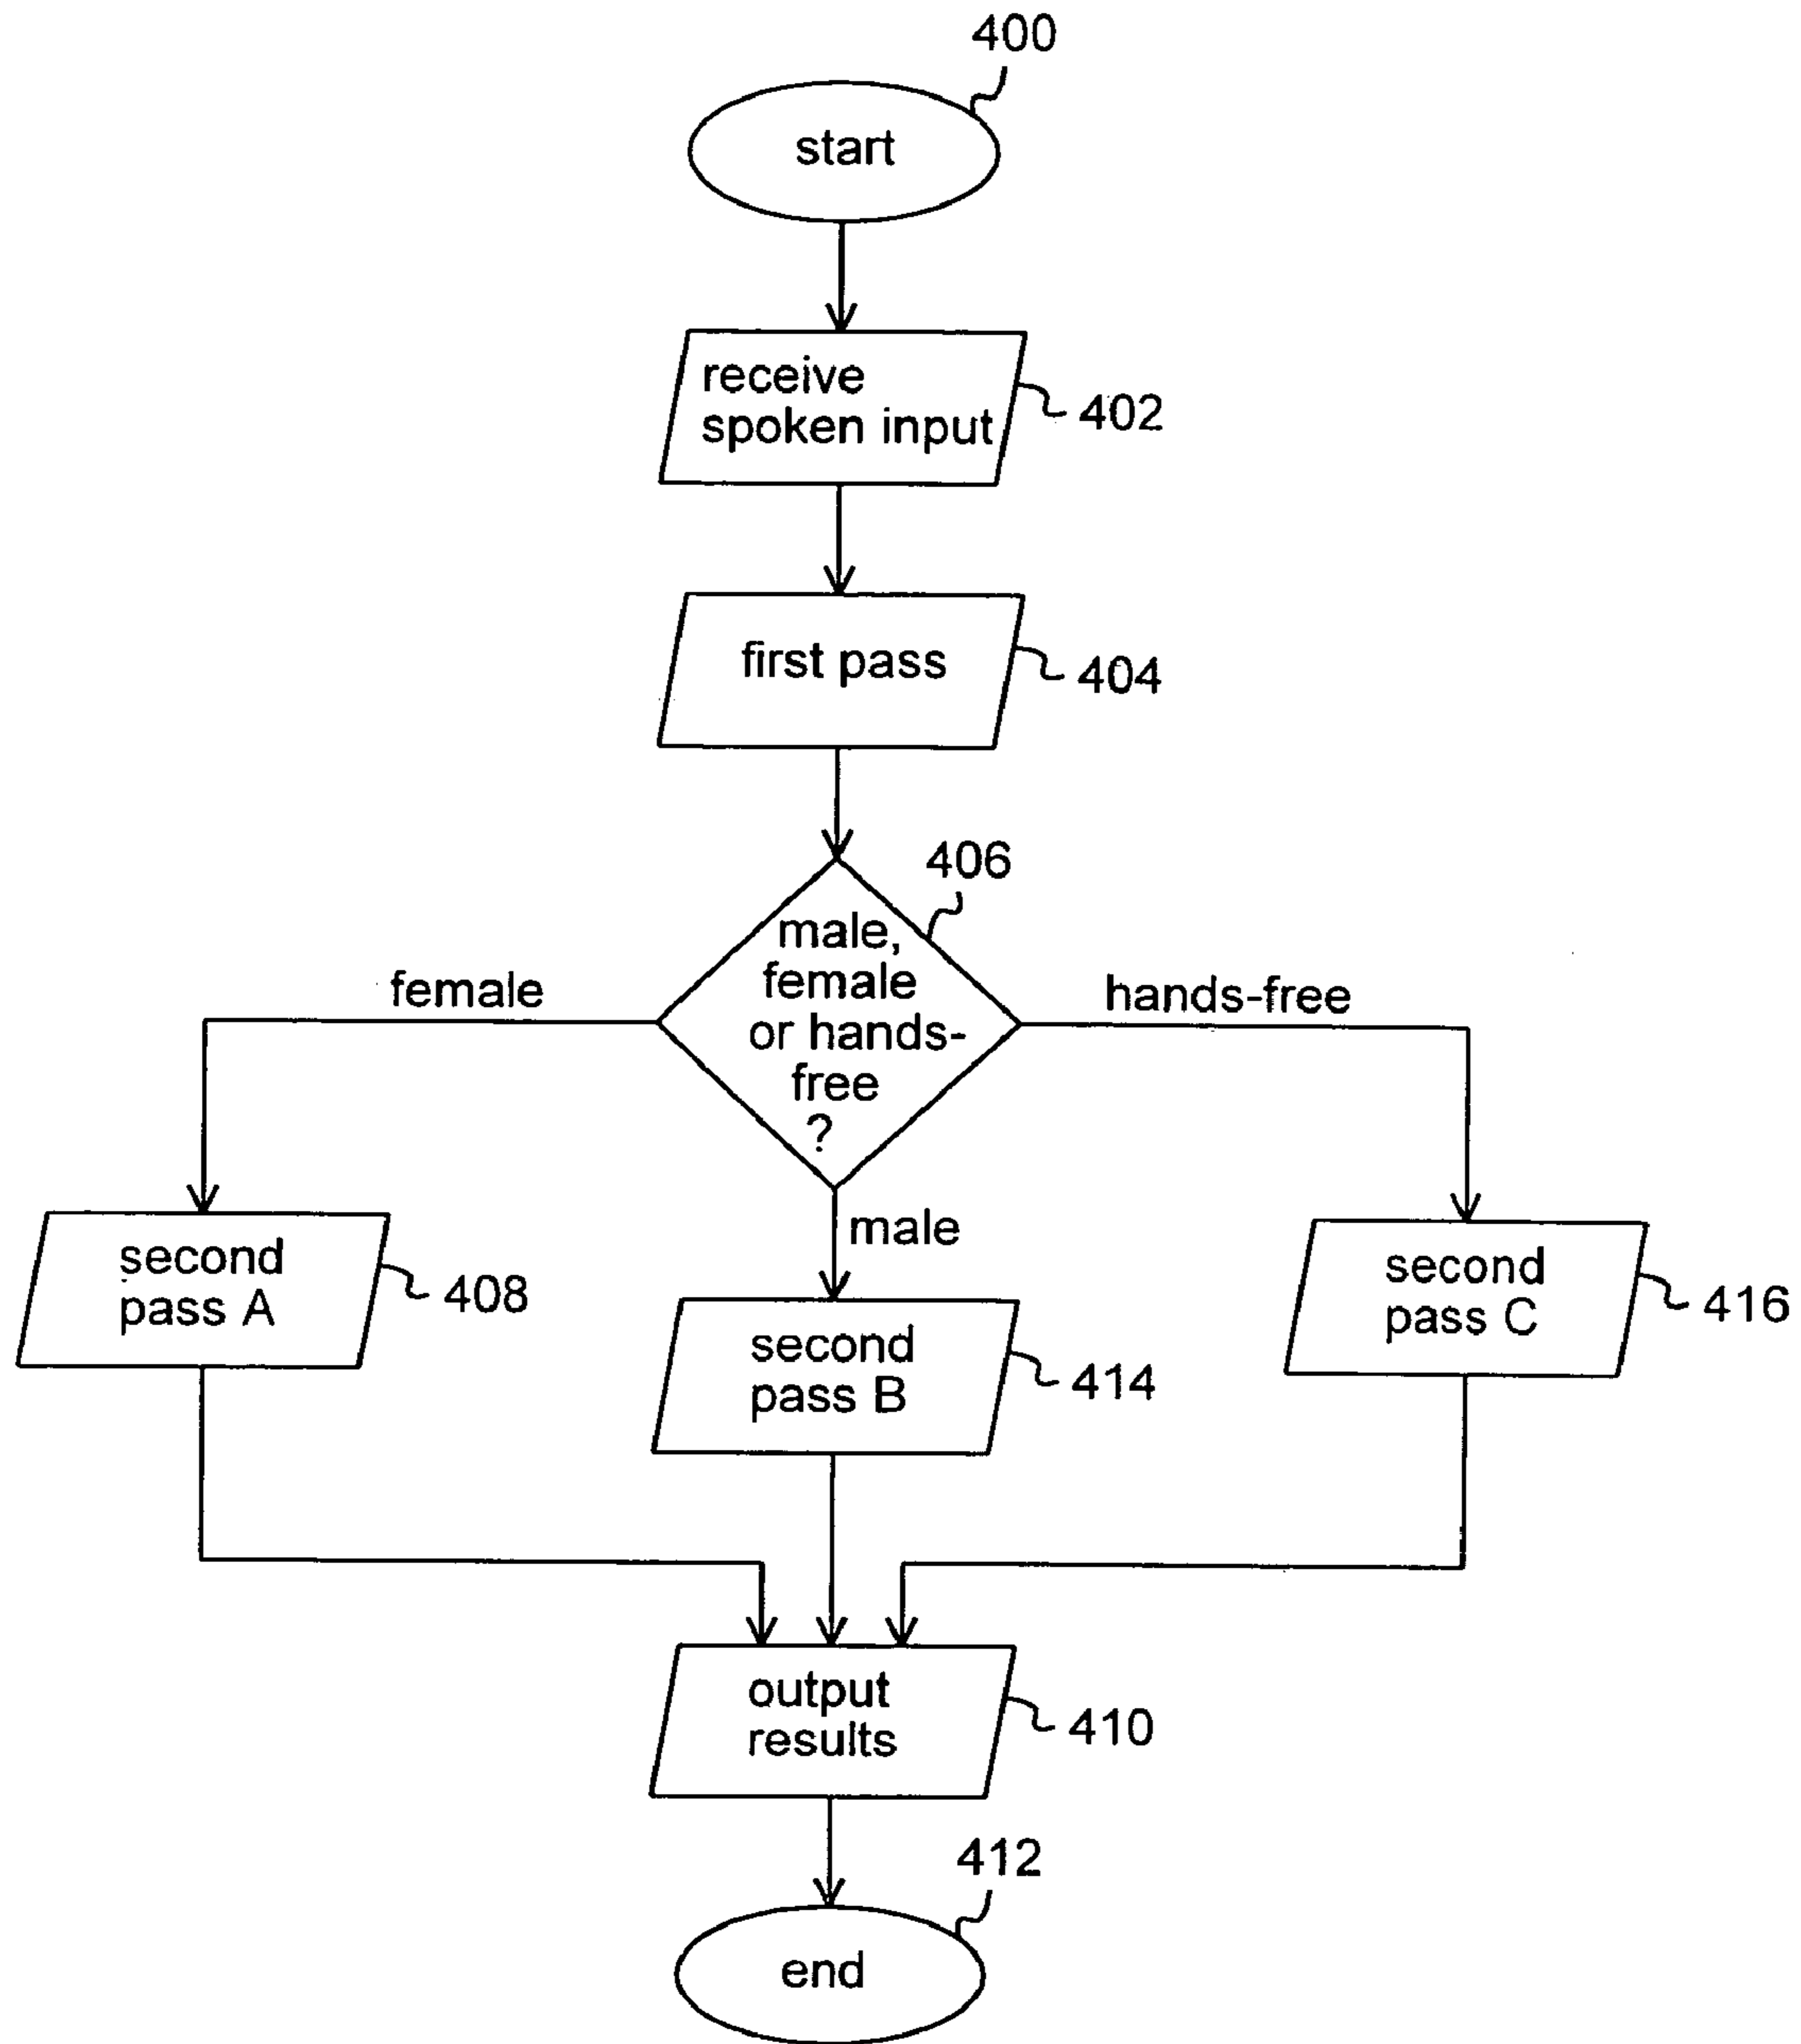 400
start
receive
spoken input
402
first pass
404
406
male,
female
or hands-
free
?
female
hands-free
male
second
pass A
408
second
pass B
414
second
pass C
416
output
results
410
412
end